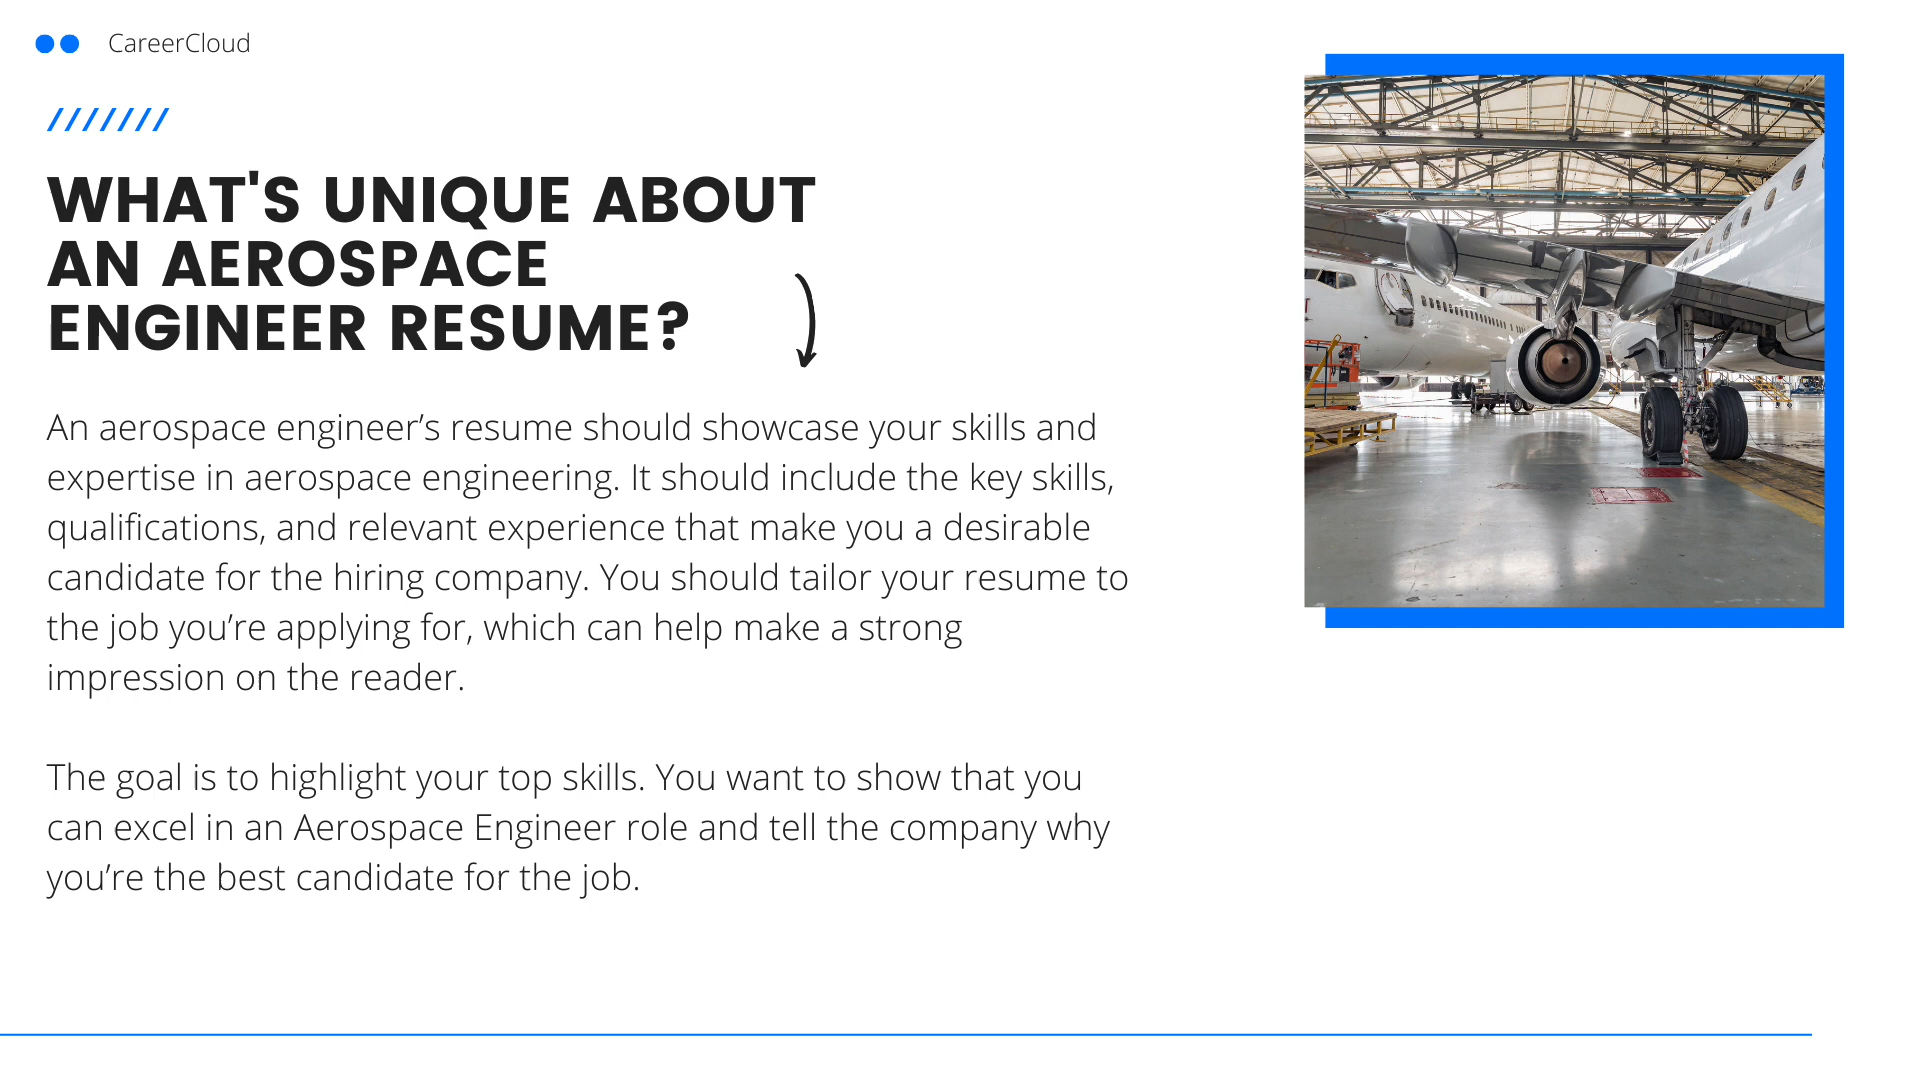 CareerCloud
WHAT'S UNIQUE ABOUT
AN AEROSPACE
ENGINEER RESUME?
An aerospace engineer’s resume should showcase your skills and
expertise in aerospace engineering. It should include the key skills,
qualifications, and relevant experience that make you a desirable
candidate for the hiring company. You should tailor your resume to
the job you’re applying for, which can help make a strong
impression on the reader.
The goal is to highlight your top skills. You want to show that you
can excel in an Aerospace Engineer role and tell the company why
you’re the best candidate for the job.